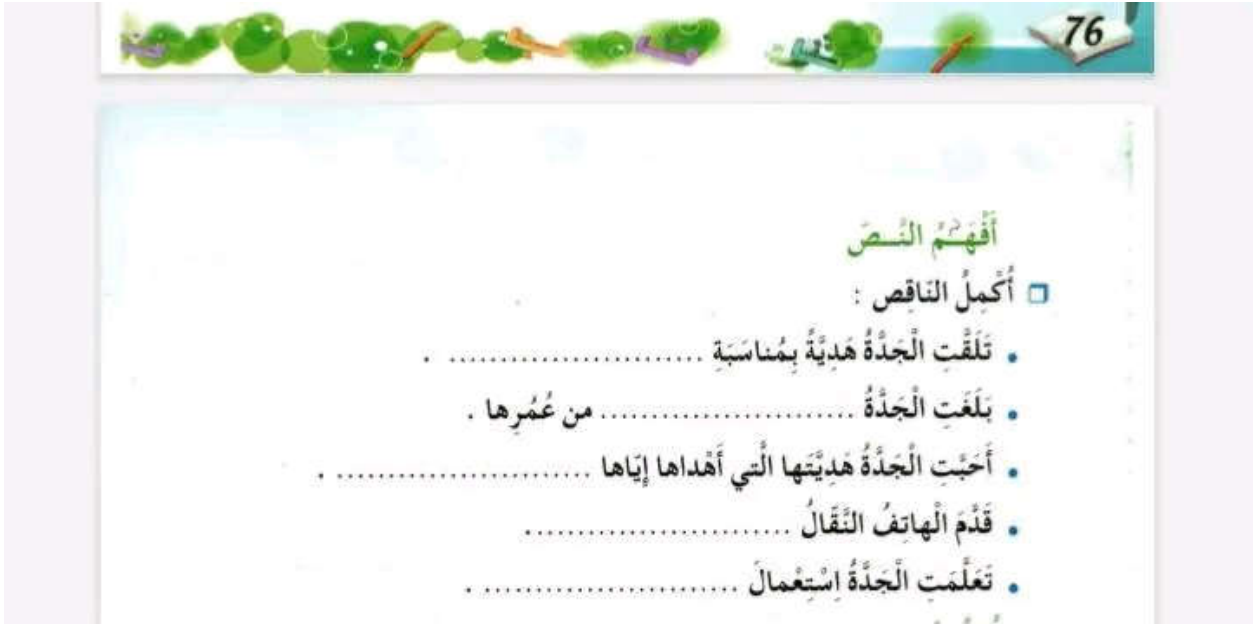 76
أَفْهَمُ النَّصَ
أُكْمِلُ النّاقِص :
• تَلَقَّتِ الْجَدَّةُ هَدِيَّةً بِمُناسَبَةِ ........................ .
• بَلَغَتِ الْجَدَّةُ ........................ من عُمُرِها .
• أَحَبَّتِ الْجَدَّةُ هَدِيَّتَها الَّتي أَهْداها إِيّاها ........................ .
• قَدَّمَ الْهاتِفُ النَّقّالُ ........................
• تَعَلَّمَتِ الْجَدَّةُ اِسْتِعْمالَ ........................ .